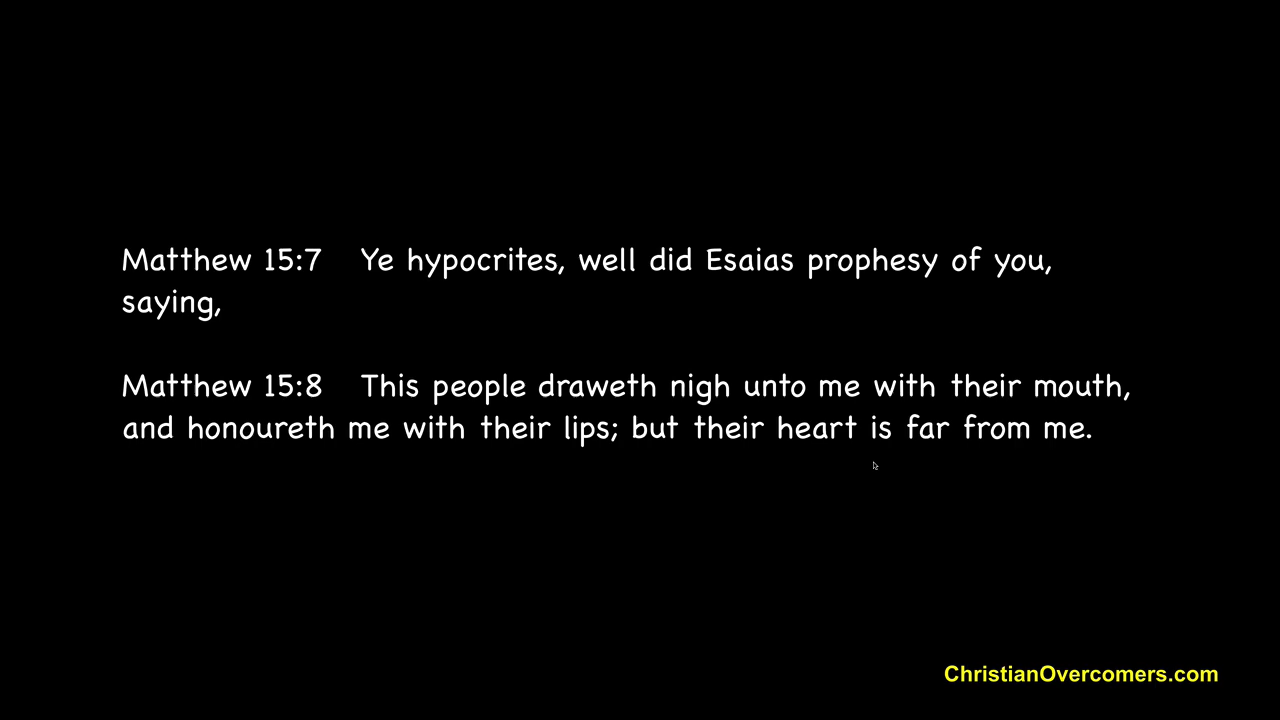 Matthew 15:7 Ye hypocrites, well did Esaias prophesy of you,
saying,
Matthew 15:8 This people draweth nigh unto me with their mouth,
and honoureth me with their lips; but their heart is far from me.
ChristianOvercomers.com